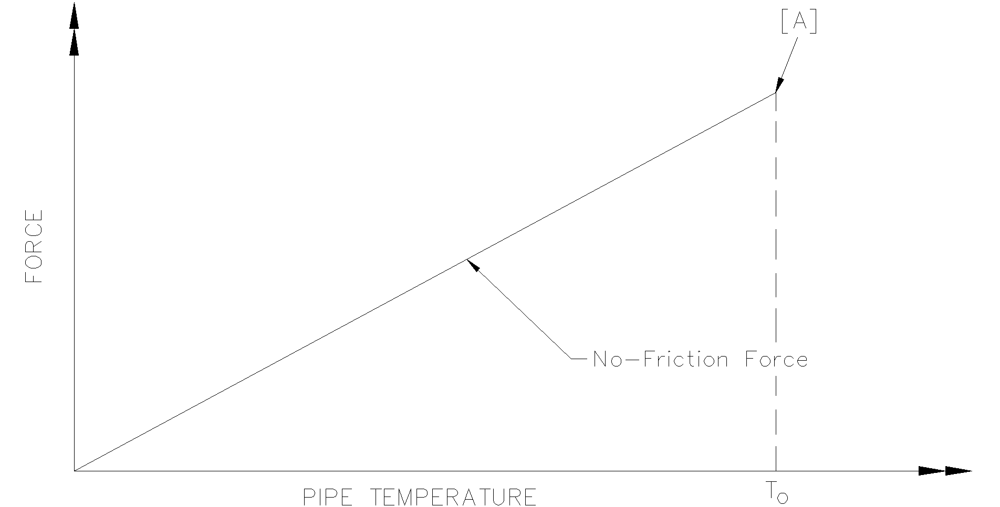 [A]
FORCE
No-Friction Force
To
PIPE TEMPERATURE